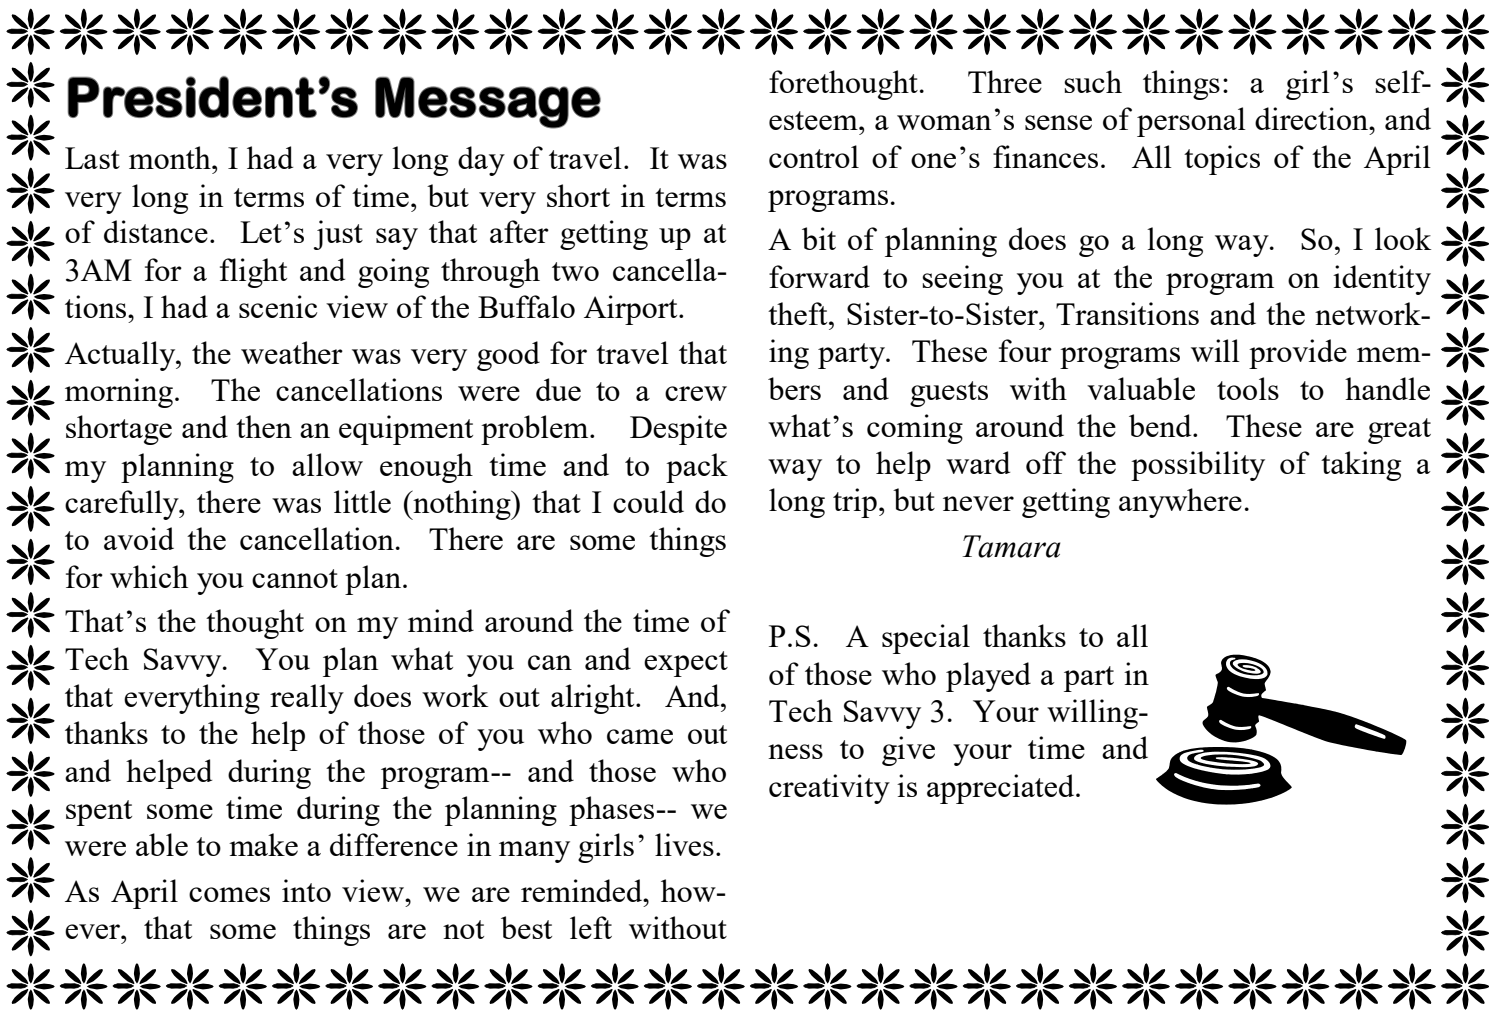 President’s Message
Last month, I had a very long day of travel.  It was
very long in terms of time, but very short in terms
of distance.  Let’s just say that after getting up at
3AM for a flight and going through two cancella-
tions, I had a scenic view of the Buffalo Airport.
Actually, the weather was very good for travel that
morning.  The cancellations were due to a crew
shortage and then an equipment problem.   Despite
my planning to allow enough time and to pack
carefully, there was little (nothing) that I could do
to avoid the cancellation.  There are some things
for which you cannot plan.
That’s the thought on my mind around the time of
Tech Savvy.  You plan what you can and expect
that everything really does work out alright.  And,
thanks to the help of those of you who came out
and helped during the program-- and those who
spent some time during the planning phases-- we
were able to make a difference in many girls’ lives.
As April comes into view, we are reminded, how-
ever, that some things are not best left without
forethought.  Three such things: a girl’s self-
esteem, a woman’s sense of personal direction, and
control of one’s finances.  All topics of the April
programs.
A bit of planning does go a long way.  So, I look
forward to seeing you at the program on identity
theft, Sister-to-Sister, Transitions and the network-
ing party.  These four programs will provide mem-
bers and guests with valuable tools to handle
what’s coming around the bend.  These are great
way to help ward off the possibility of taking a
long trip, but never getting anywhere.
Tamara
P.S.  A special thanks to all
of those who played a part in
Tech Savvy 3.  Your willing-
ness to give your time and
creativity is appreciated.